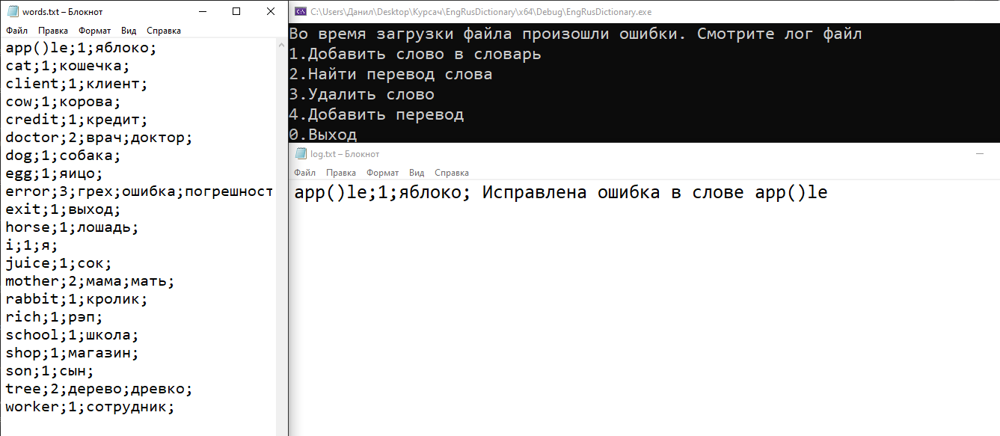 words.txt – Блокнот
Файл Правка Формат Вид Справка
app()le;1;яблоко;
cat;1;кошечка;
client;1;клиент;
cow;1;корова;
credit;1;кредит;
doctor;2;врач;доктор;
dog;1;собака;
egg;1;яицо;
error;3;грех;ошибка;погрешност
exit;1;выход;
horse;1;лошадь;
i;1;я;
juice;1;сок;
mother;2;мама;мать;
rabbit;1;кролик;
rich;1;рэп;
school;1;школа;
shop;1;магазин;
son;1;сын;
tree;2;дерево;древко;
worker;1;сотрудник;
C:\Users\Данил\Desktop\Курсач\EngRusDictionary\x64\Debug\EngRusDictionary.exe
Во время загрузки файла произошли ошибки. Смотрите лог файл
1.Добавить слово в словарь
2.Найти перевод слова
3.Удалить слово
4.Добавить перевод
0.Выход
log.txt – Блокнот
Файл Правка Формат Вид Справка
app()le;1;яблоко; Исправлена ошибка в слове app()le